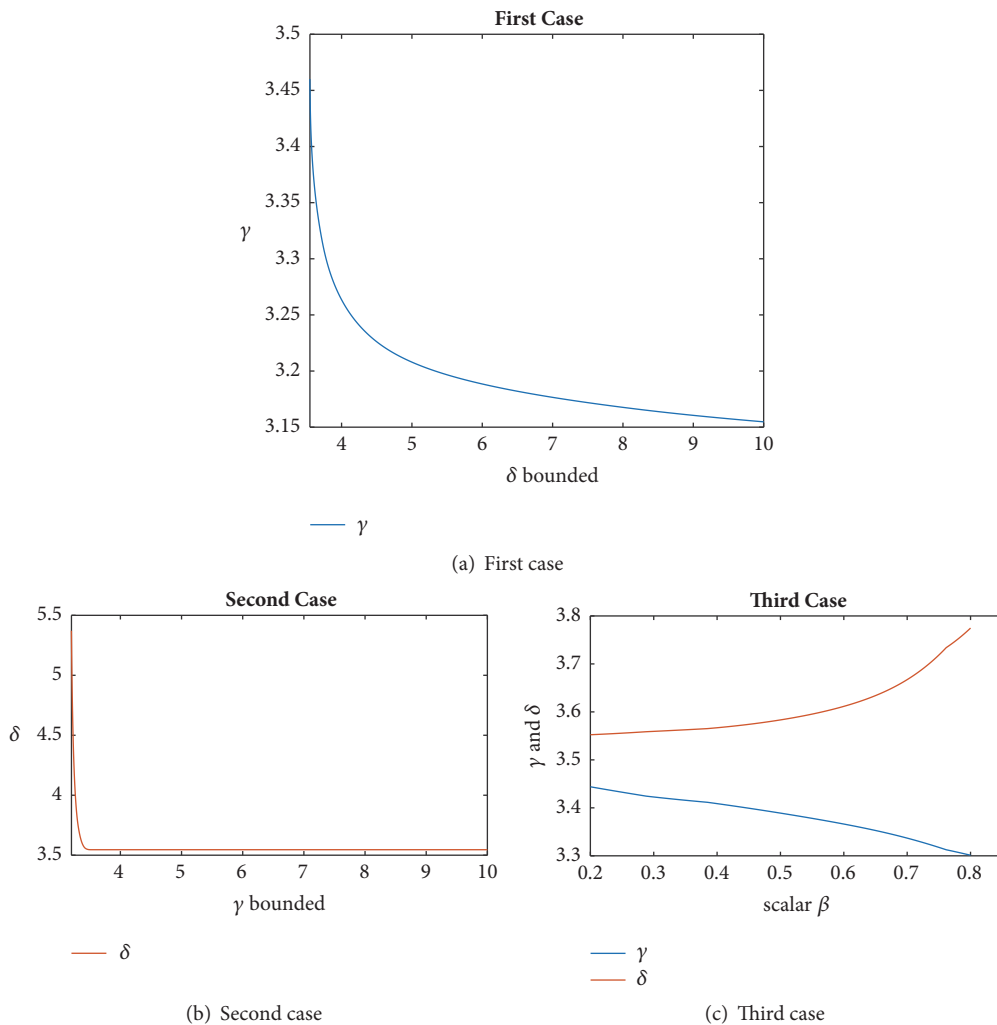 First Case
3.5
3.45
3.4
3.35
3.3
3.25
3.2
3.15
γ
4 5 6 7 8 9 10
δ bounded
γ
(a) First case
Second Case
5.5
5
4.5
4
3.5
δ
4 5 6 7 8 9 10
γ bounded
δ
(b) Second case
Third Case
3.8
3.7
3.6
3.5
3.4
3.3
γ and δ
0.2 0.3 0.4 0.5 0.6 0.7 0.8
scalar β
γ
δ
(c) Third case